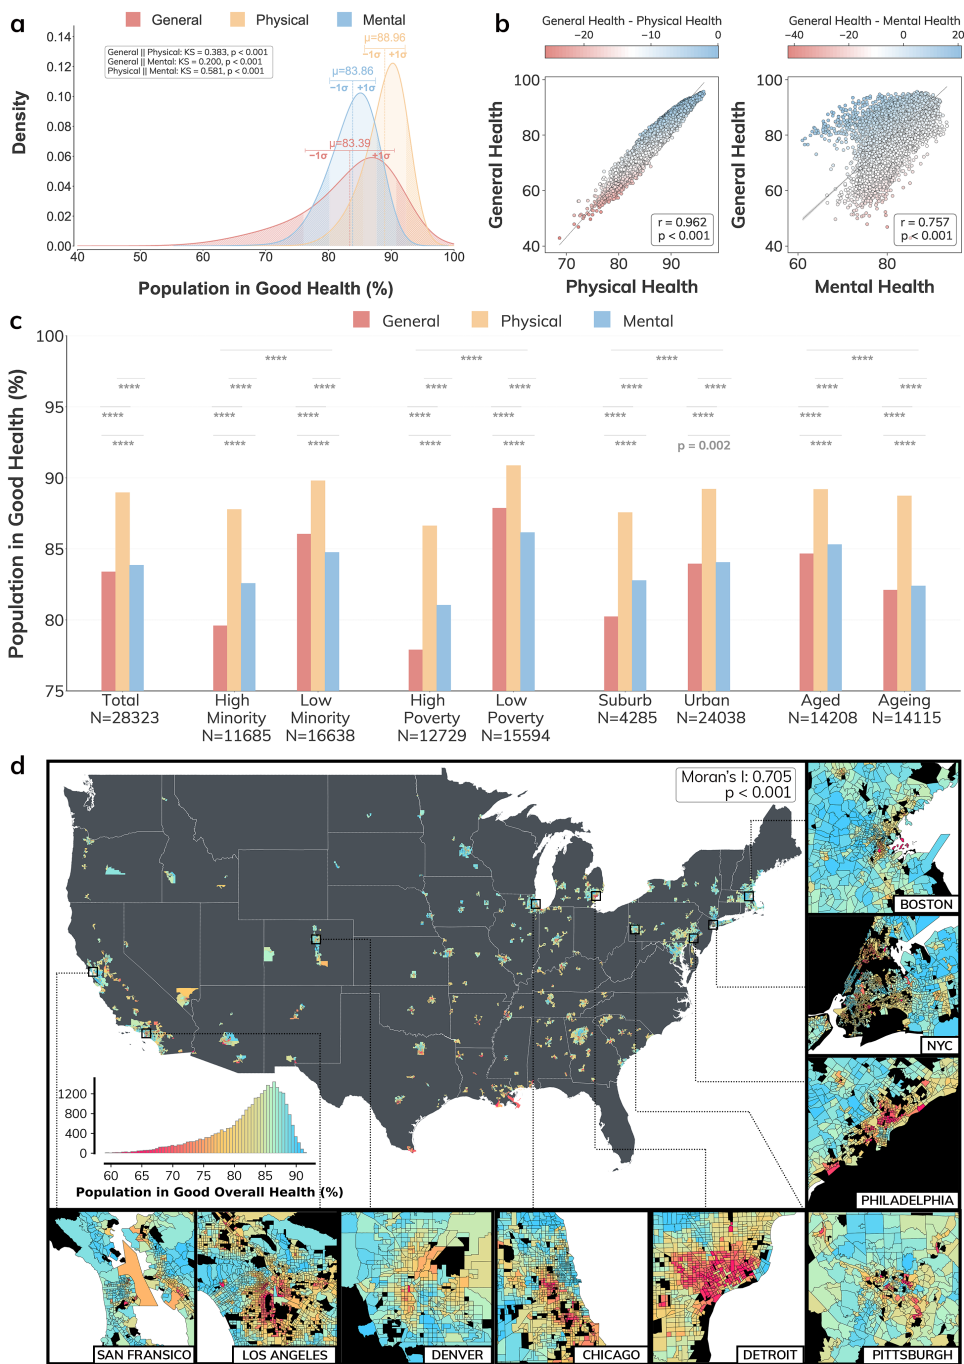 a
General Physical Mental
General || Physical: KS = 0.383, p < 0.001
General || Mental: KS = 0.200, p < 0.001
Physical || Mental: KS = 0.581, p < 0.001
μ=88.96
−1σ +1σ
μ=83.86
−1σ +1σ
μ=83.39
−1σ +1σ
Density
0.14
0.12
0.10
0.08
0.06
0.04
0.02
0.00
40 50 60 70 80 90 100
Population in Good Health (%)
b
General Health - Physical Health
−20 −10 0
General Health
80
60
40
r = 0.962
p < 0.001
70 80 90
Physical Health
General Health - Mental Health
−40 −20 0 20
General Health
100
80
60
40
r = 0.757
p < 0.001
60 80 100
Mental Health
c
General Physical Mental
Population in Good Health (%)
100
95
90
85
80
75
**** **** **** ****
**** **** **** **** **** **** **** **** ****
**** **** **** **** **** **** **** **** ****
**** **** **** **** **** **** p = 0.002 **** ****
Total
N=28323
High
Minority
N=11685
Low
Minority
N=16638
High
Poverty
N=12729
Low
Poverty
N=15594
Suburb
N=4285
Urban
N=24038
Aged
N=14208
Ageing
N=14115
d
Moran's I: 0.705
p < 0.001
1200
800
400
0
60 65 70 75 80 85 90
Population in Good Overall Health (%)
BOSTON
NYC
PHILADELPHIA
SAN FRANSICO
LOS ANGELES
DENVER
CHICAGO
DETROIT
PITTSBURGH